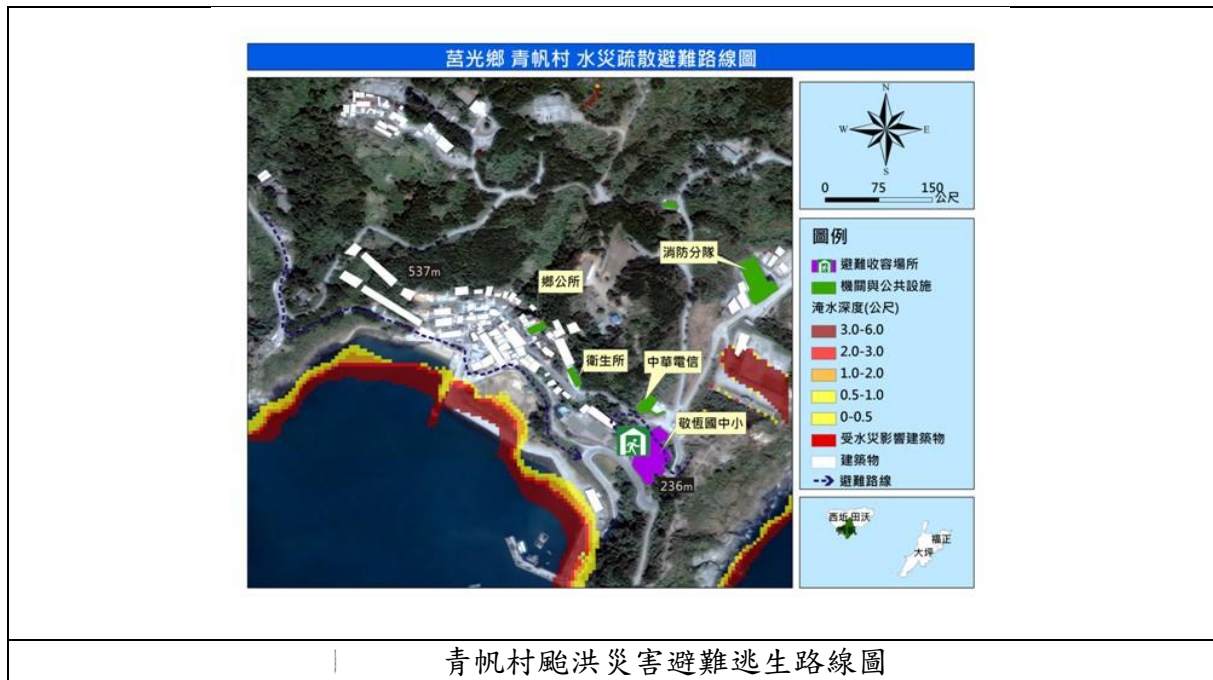 莒光鄉 青帆村 水災疏散避難路線圖
N
W
E
S
0 75 150
公尺
消防分隊
537m
鄉公所
衛生所
中華電信
敬恆國中小
236m
圖例
避難收容場所
機關與公共設施
淹水深度(公尺)
3.0-6.0
2.0-3.0
1.0-2.0
0.5-1.0
0-0.5
受水災影響建築物
建築物
避難路線
西坵 田沃
福正
大坪
青帆村颱洪災害避難逃生路線圖